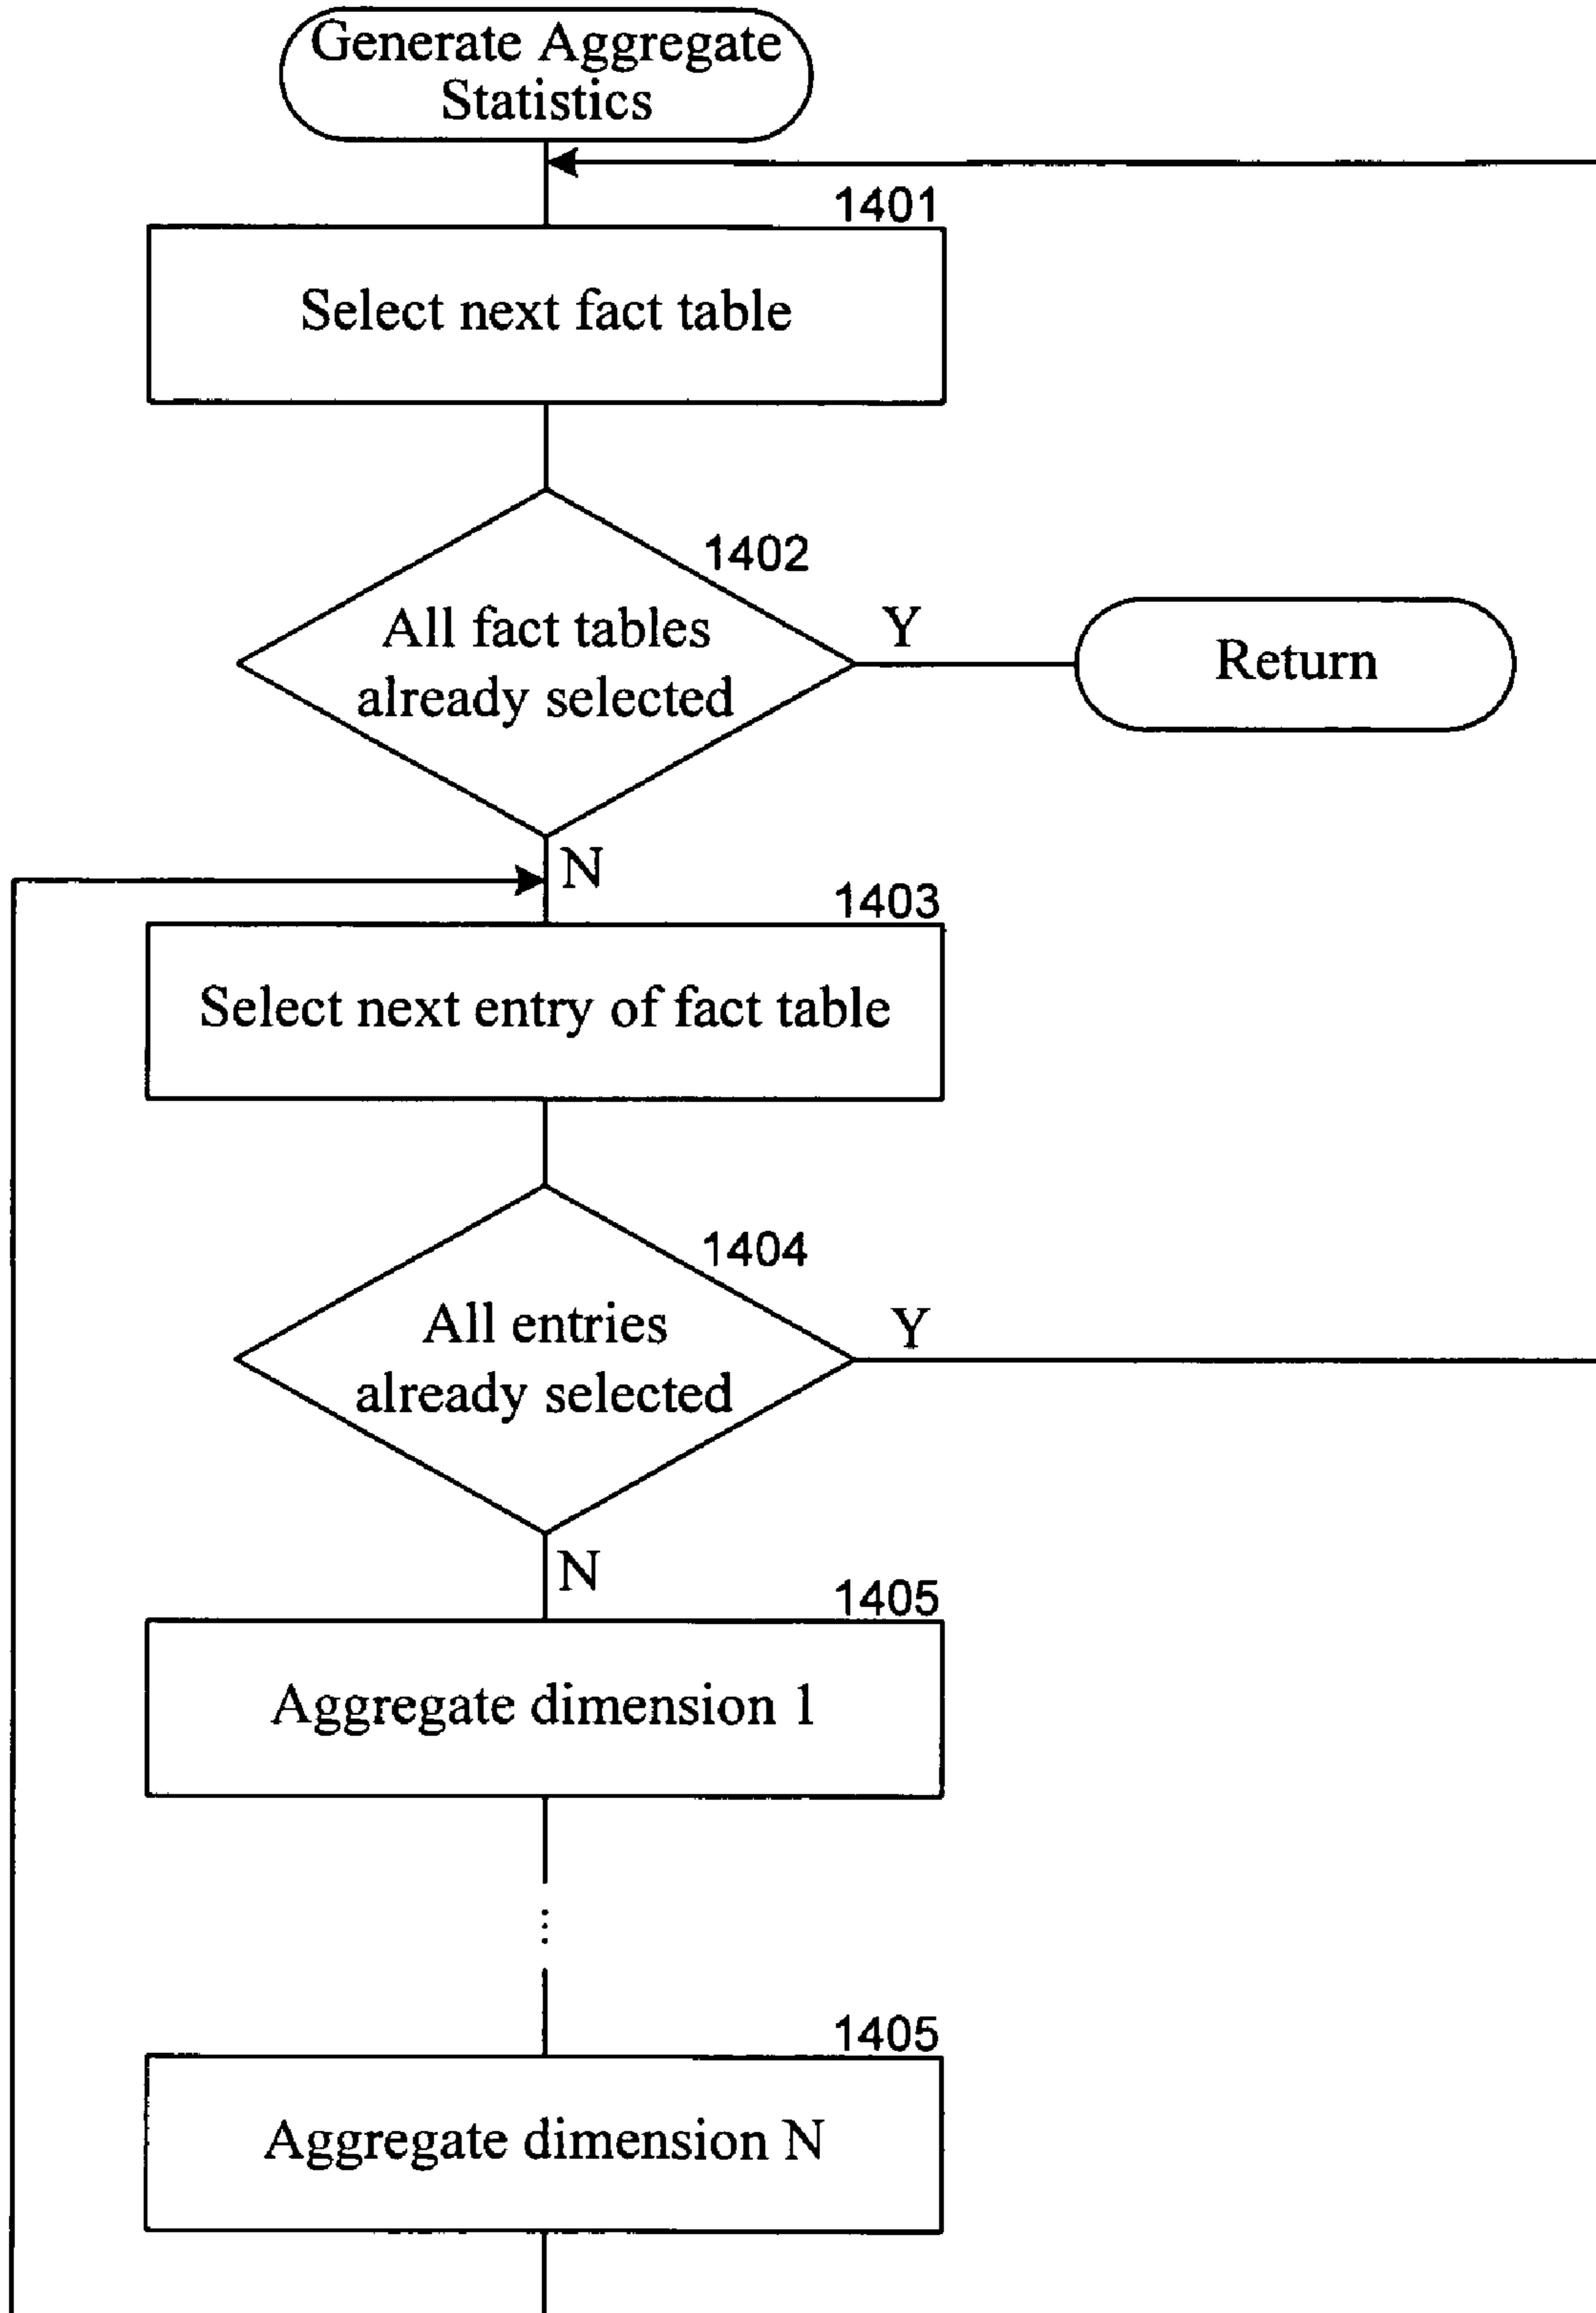 Generate Aggregate
Statistics
1401
Select next fact table
1402
All fact tables
already selected
Y
Return
N
1403
Select next entry of fact table
1404
All entries
already selected
Y
N
1405
Aggregate dimension 1
1405
Aggregate dimension N